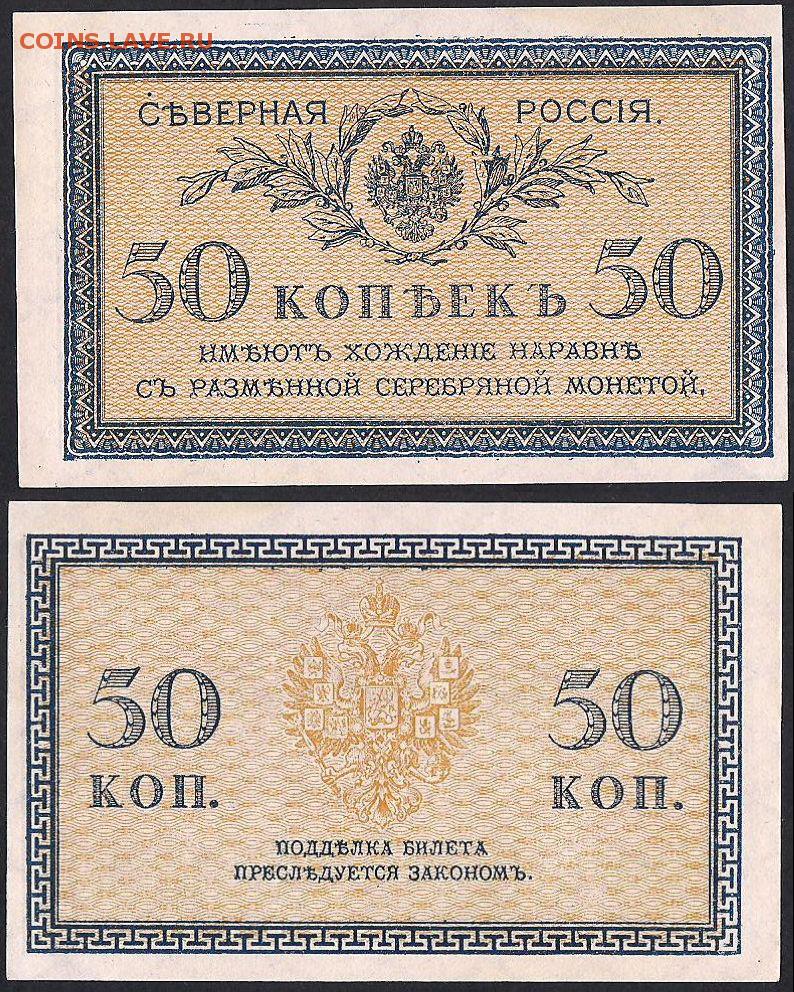 COINS.LAVE.RU
СѢВЕРНАЯ РОССІЯ.
50 КОПѢЕКЪ 50
ИМѢЮТЪ ХОЖДЕНІЕ НАРАВНѢ
СЪ РАЗМѢННОЙ СЕРЕБРЯНОЙ МОНЕТОЙ,
50 50
КОП. КОП.
ПОДДѢЛКА БИЛЕТА
ПРЕСЛѢДУЕТСЯ ЗАКОНОМЪ.